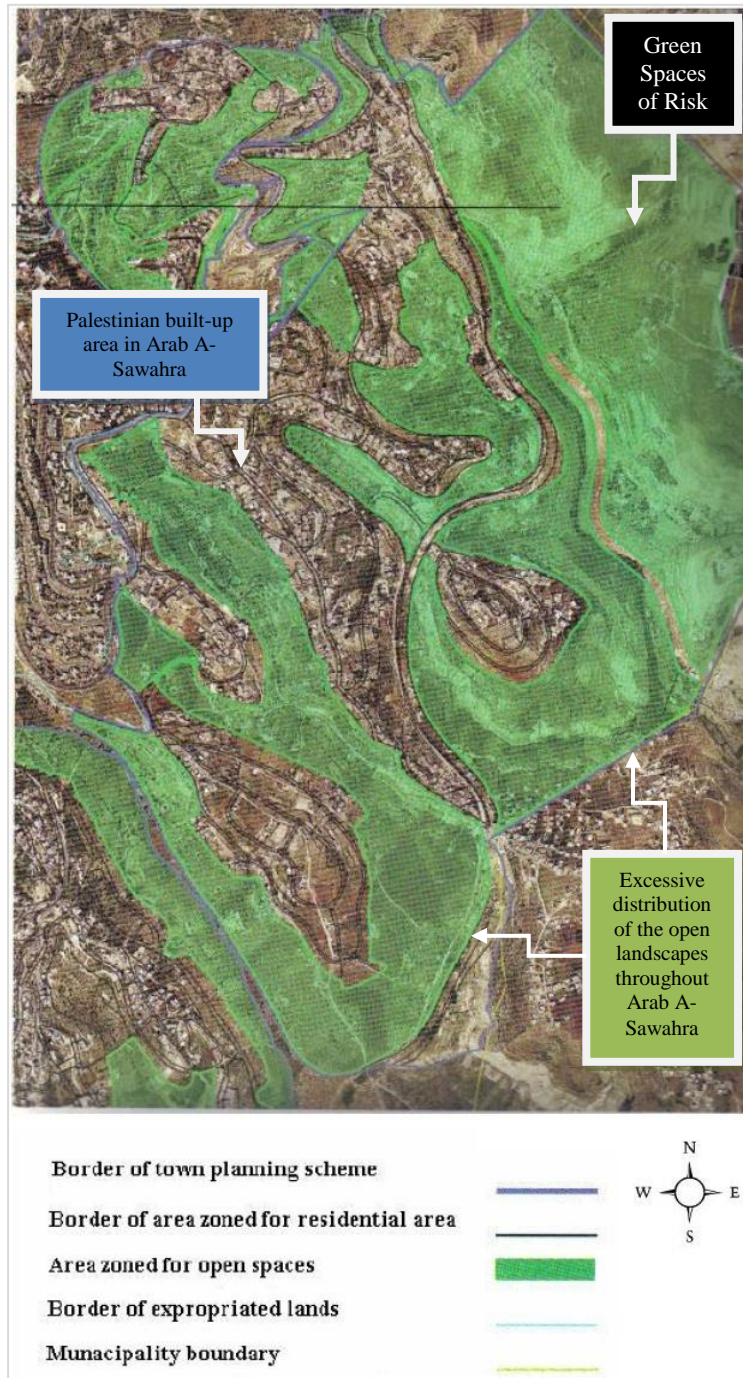 Green
Spaces
of Risk
Palestinian built-up
area in Arab A-
Sawahra
Excessive
distribution
of the open
landscapes
throughout
Arab A-
Sawahra
Border of town planning scheme
Border of area zoned for residential area
Area zoned for open spaces
Border of expropriated lands
Munacipality boundary
N
W
E
S